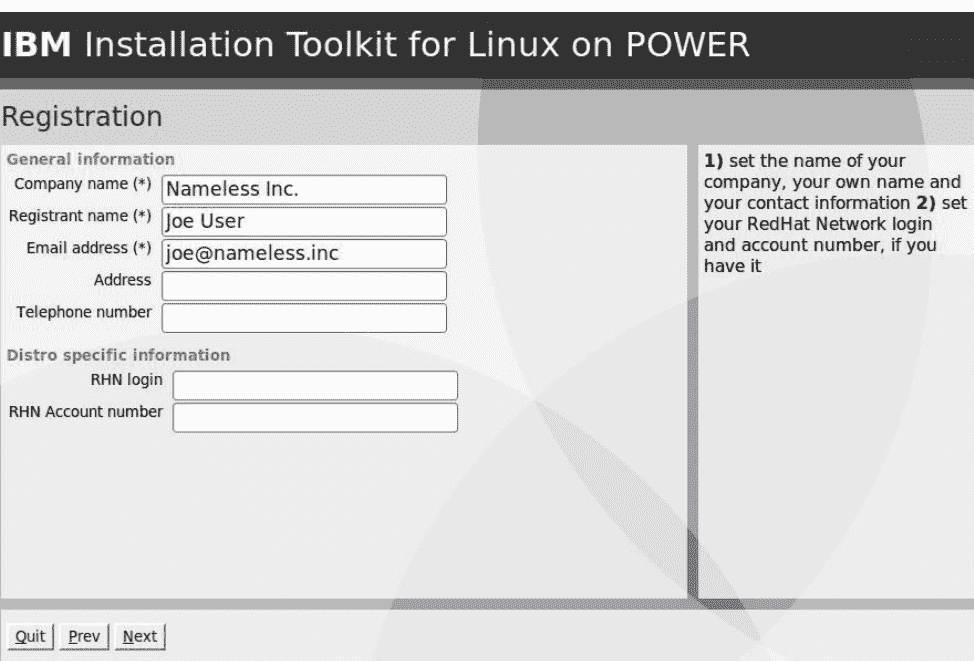 IBM Installation Toolkit for Linux on POWER
Registration
General information
Company name (*) Nameless Inc.
Registrant name (*) Joe User
Email address (*) joe@nameless.inc
Address
Telephone number
Distro specific information
RHN login
RHN Account number
1) set the name of your
company, your own name and
your contact information 2) set
your RedHat Network login
and account number, if you
have it
Quit Prev Next